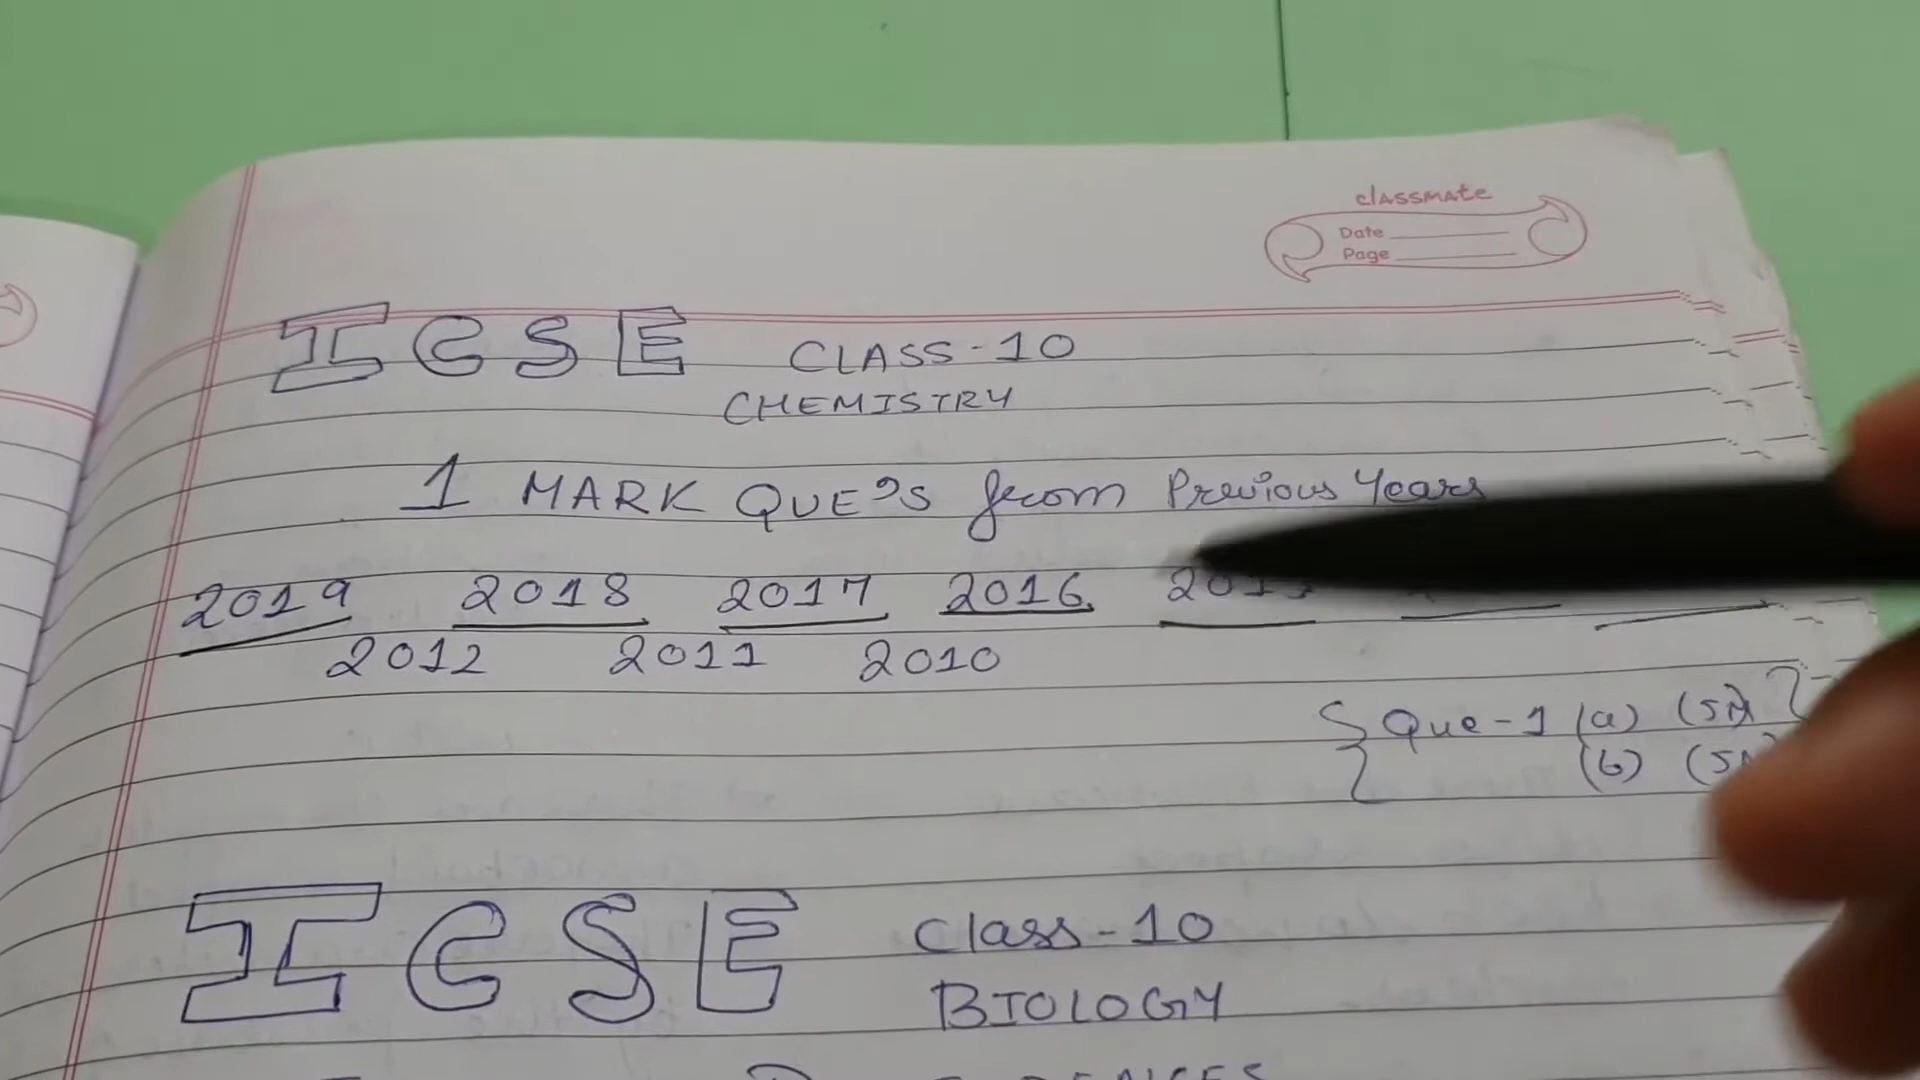 classmate
Date
Page
ICSE CLASS-10
CHEMISTRY
1 MARK QUE's from Previous Years
2019 2018 2017 2016
2012 2011 2010
Que-1 (a)
(b)
ICSE Class-10
BIOLOGY